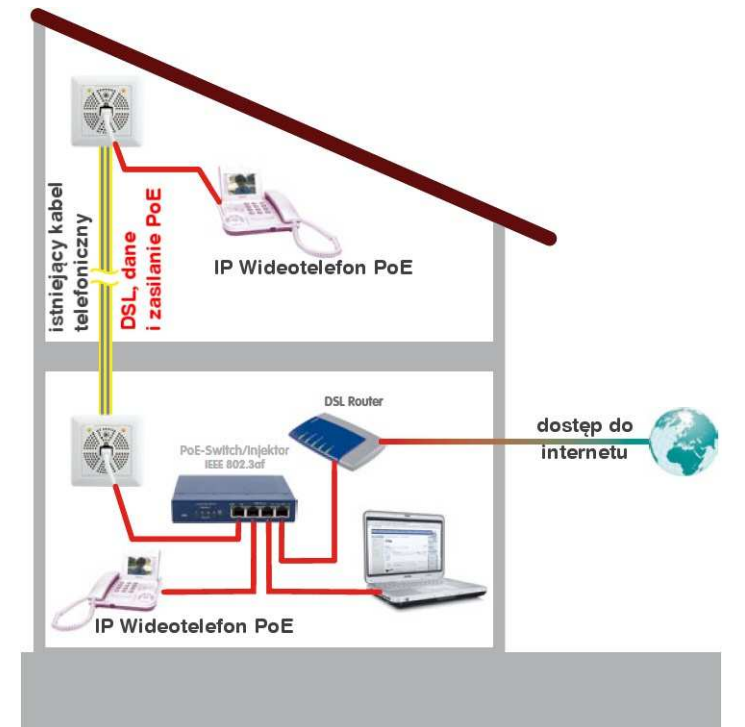 istniejący kabel
telefoniczny
DSL, dane
i zasilanie PoE
IP Wideotelefon PoE
DSL Router
dostęp do
internetu
PoE-Switch/Injektor
IEEE 802.3af
IP Wideotelefon PoE